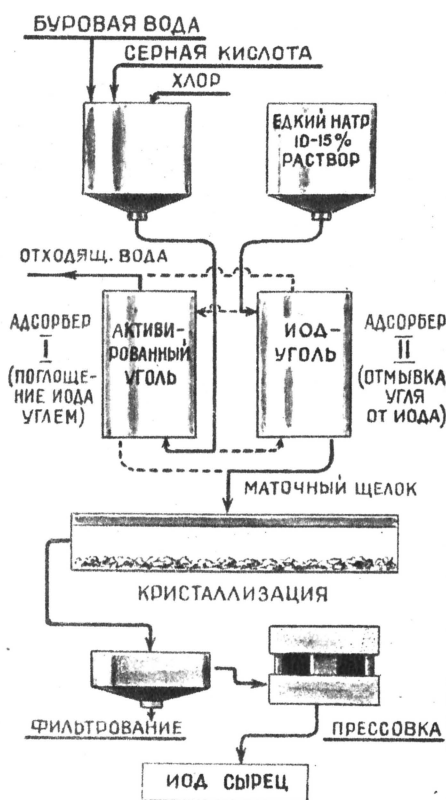 БУРОВАЯ ВОДА
СЕРНАЯ КИСЛОТА
ХЛОР
ЕДКИЙ НАТР
10-15%
РАСТВОР
ОТХОДЯЩ. ВОДА
АДСОРБЕР
I
(ПОГЛОЩЕ-
НИЕ ИОДА
УГЛЕМ)
АКТИВИ-
РОВАННЫЙ
УГОЛЬ
ИОД-
УГОЛЬ
АДСОРБЕР
II
(ОТМЫВКА
УГЛЯ
ОТ ИОДА)
МАТОЧНЫЙ ЩЕЛОК
КРИСТАЛЛИЗАЦИЯ
ФИЛЬТРОВАНИЕ
ПРЕССОВКА
ИОД СЫРЕЦ